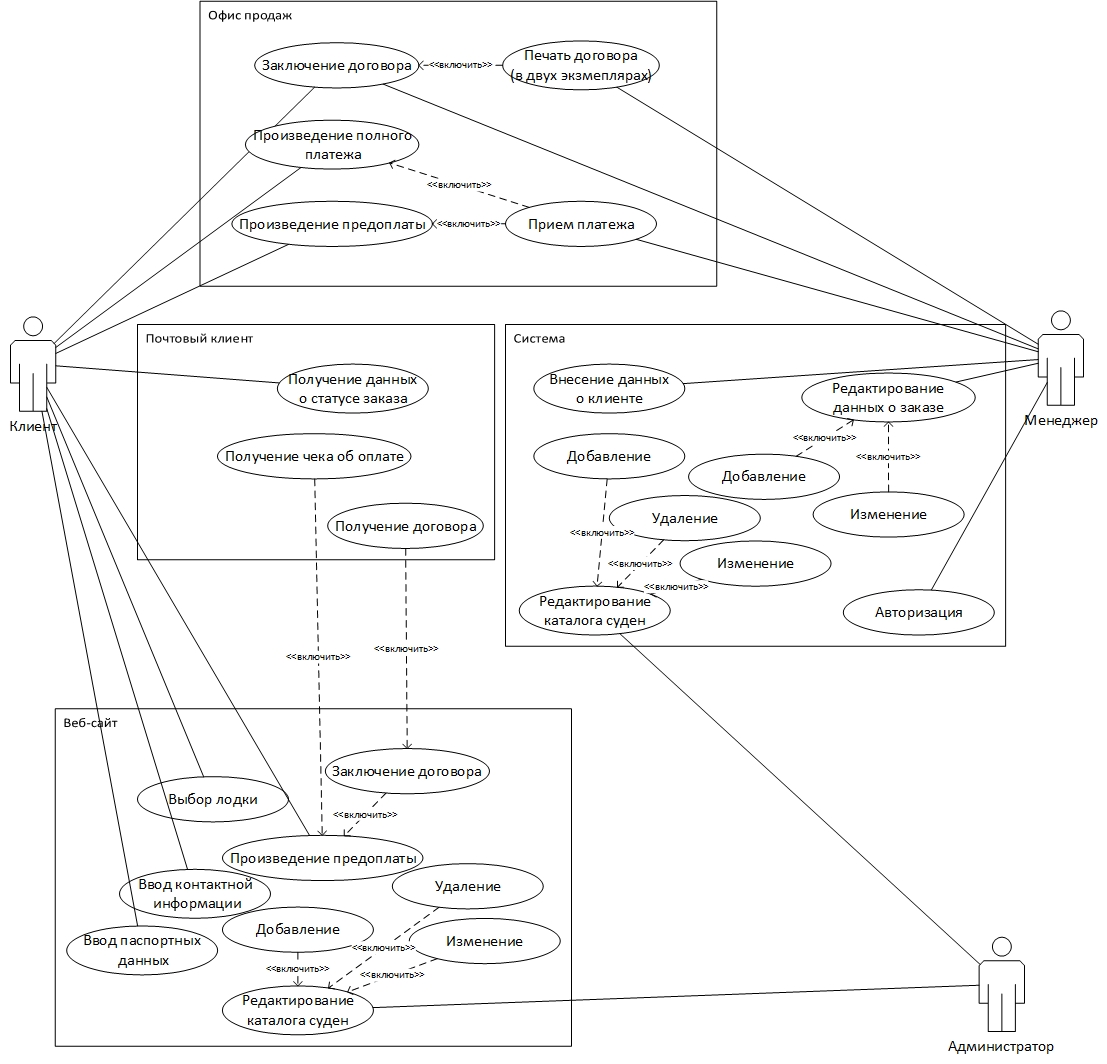 Офис продаж
Заключение договора
<<включить>>
Печать договора
(в двух экзмеплярах)
Произведение полного
платежа
<<включить>>
Произведение предоплаты
<<включить>>
Прием платежа
Клиент
Менеджер
Почтовый клиент
Получение данных
о статусе заказа
Получение чека об оплате
Получение договора
<<включить>>
<<включить>>
Система
Внесение данных
о клиенте
Редактирование
данных о заказе
<<включить>>
<<включить>>
Добавление
Добавление
Изменение
Удаление
<<включить>>
<<включить>>
Изменение
<<включить>>
Редактирование
каталога суден
Авторизация
Веб-сайт
Заключение договора
Выбор лодки
<<включить>>
Произведение предоплаты
Ввод контактной
информации
Удаление
Добавление
Изменение
Ввод паспортных
данных
<<включить>>
<<включить>>
<<включить>>
Редактирование
каталога суден
Администратор